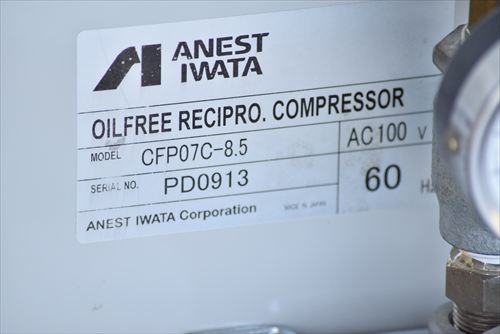 ANEST
IWATA
OILFREE RECIPRO. COMPRESSOR
MODEL CFP07C-8.5 AC100 V
SERIAL NO. PD0913 60 Hz
ANEST IWATA Corporation MADE IN JAPAN